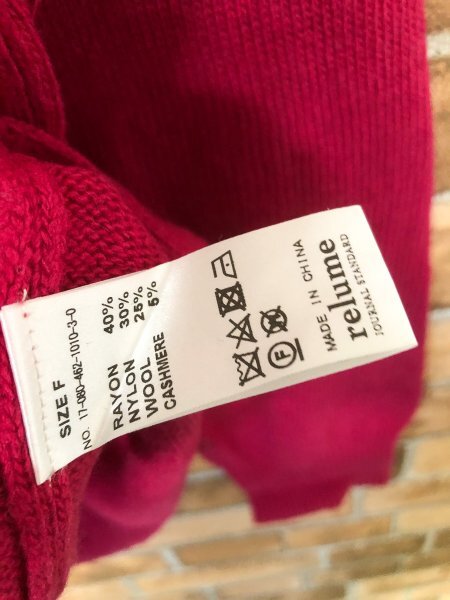 SIZE F
NO. 17-080-462-1010-3-0
RAYON 40%
NYLON 30%
WOOL 25%
CASHMERE 5%
F
MADE IN CHINA
relume
JOURNAL STANDARD